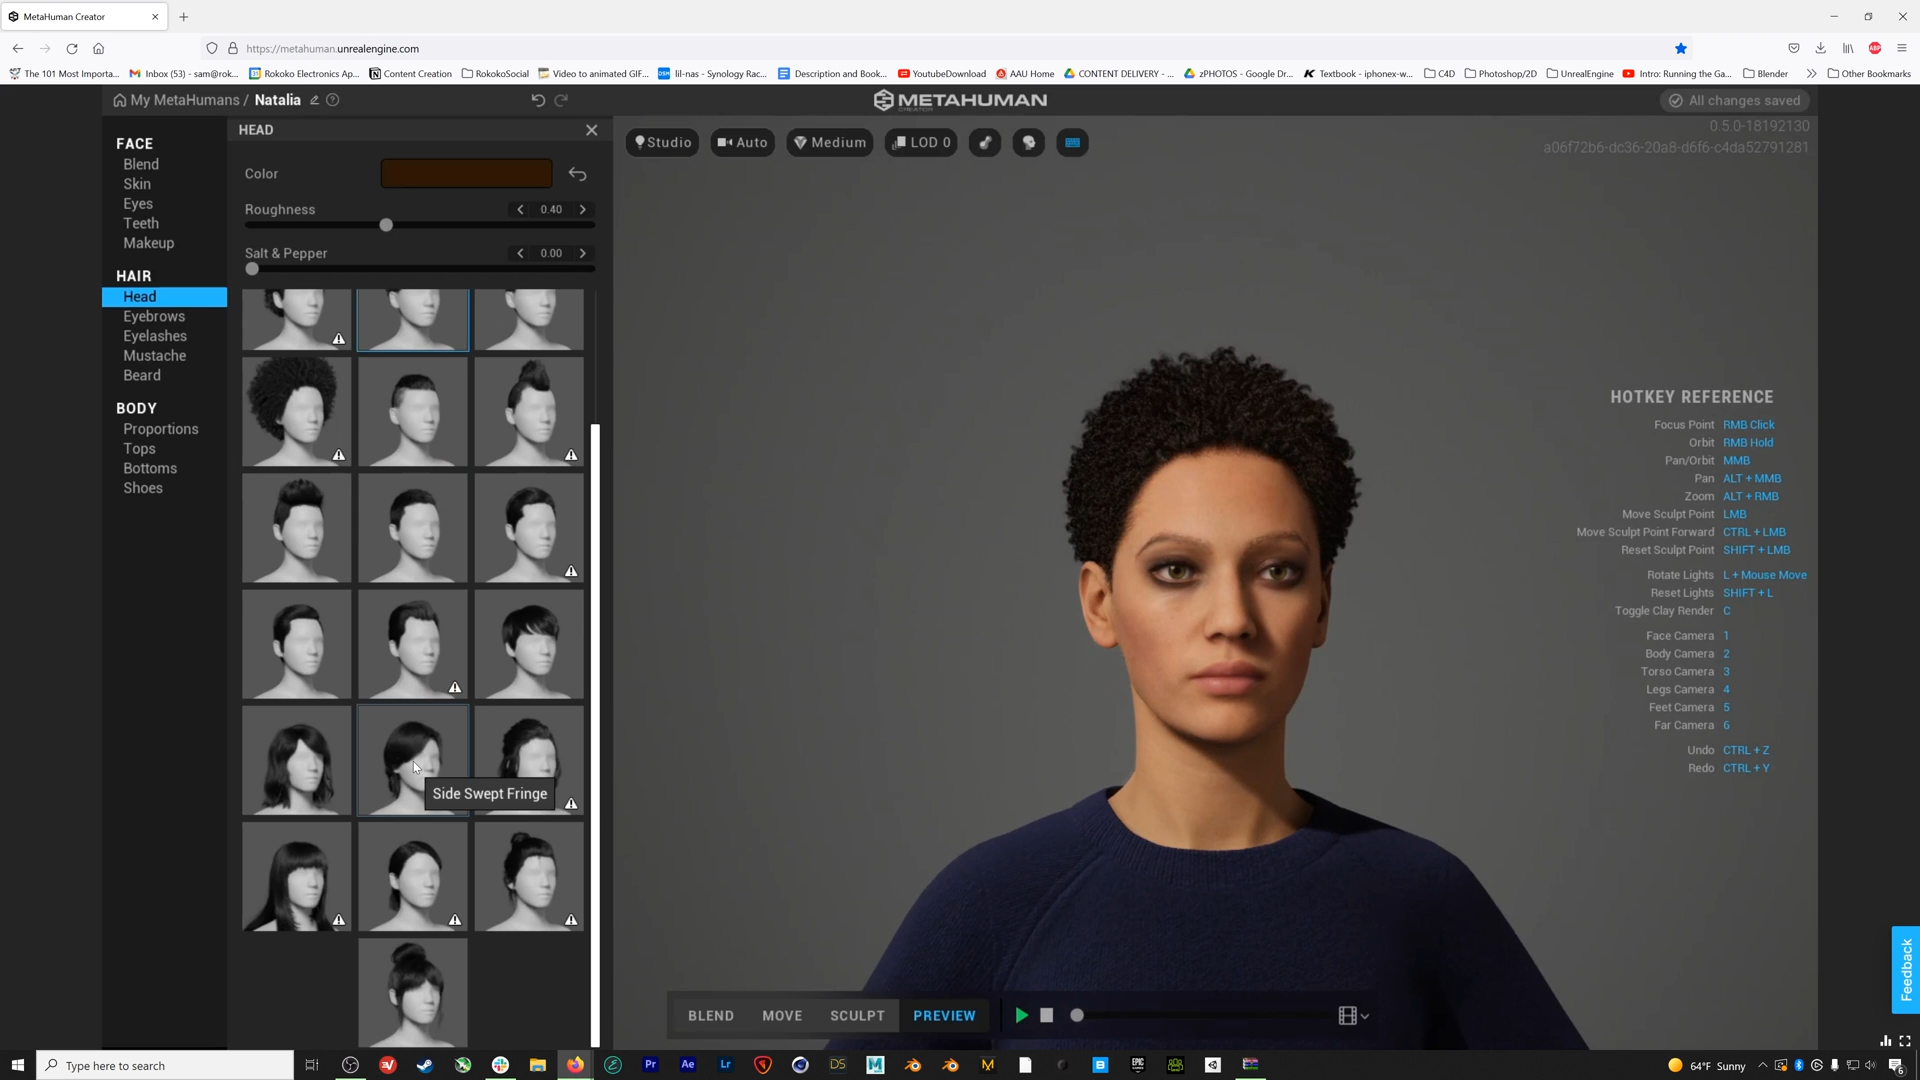 MetaHuman Creator
https://metahuman.unrealengine.com
The 101 Most Importa...
Inbox (53) - sam@rok...
Rokoko Electronics Ap...
Content Creation
RokokoSocial
Video to animated GIF...
lil-nas - Synology Rac...
Description and Book...
YoutubeDownload
AAU Home
CONTENT DELIVERY - ...
zPHOTOS - Google Dr...
Textbook - iphonex-w...
C4D
Photoshop/2D
UnrealEngine
Intro: Running the Ga...
Blender
Other Bookmarks
My MetaHumans / Natalia
METAHUMAN
CREATOR
All changes saved
0.5.0-18192130
a06f72b6-dc36-20a8-d6f6-c4da52791281
FACE
Blend
Skin
Eyes
Teeth
Makeup
HAIR
Head
Eyebrows
Eyelashes
Mustache
Beard
BODY
Proportions
Tops
Bottoms
Shoes
HEAD
Color
Roughness 0.40
Salt & Pepper 0.00
Side Swept Fringe
Studio
Auto
Medium
LOD 0
HOTKEY REFERENCE
Focus Point RMB Click
Orbit RMB Hold
Pan/Orbit MMB
Pan ALT + MMB
Zoom ALT + RMB
Move Sculpt Point LMB
Move Sculpt Point Forward CTRL + LMB
Reset Sculpt Point SHIFT + LMB
Rotate Lights L + Mouse Move
Reset Lights SHIFT + L
Toggle Clay Render C
Face Camera 1
Body Camera 2
Torso Camera 3
Legs Camera 4
Feet Camera 5
Far Camera 6
Undo CTRL + Z
Redo CTRL + Y
Feedback
BLEND
MOVE
SCULPT
PREVIEW
Type here to search
Pr
Ae
Lr
DS
64°F Sunny